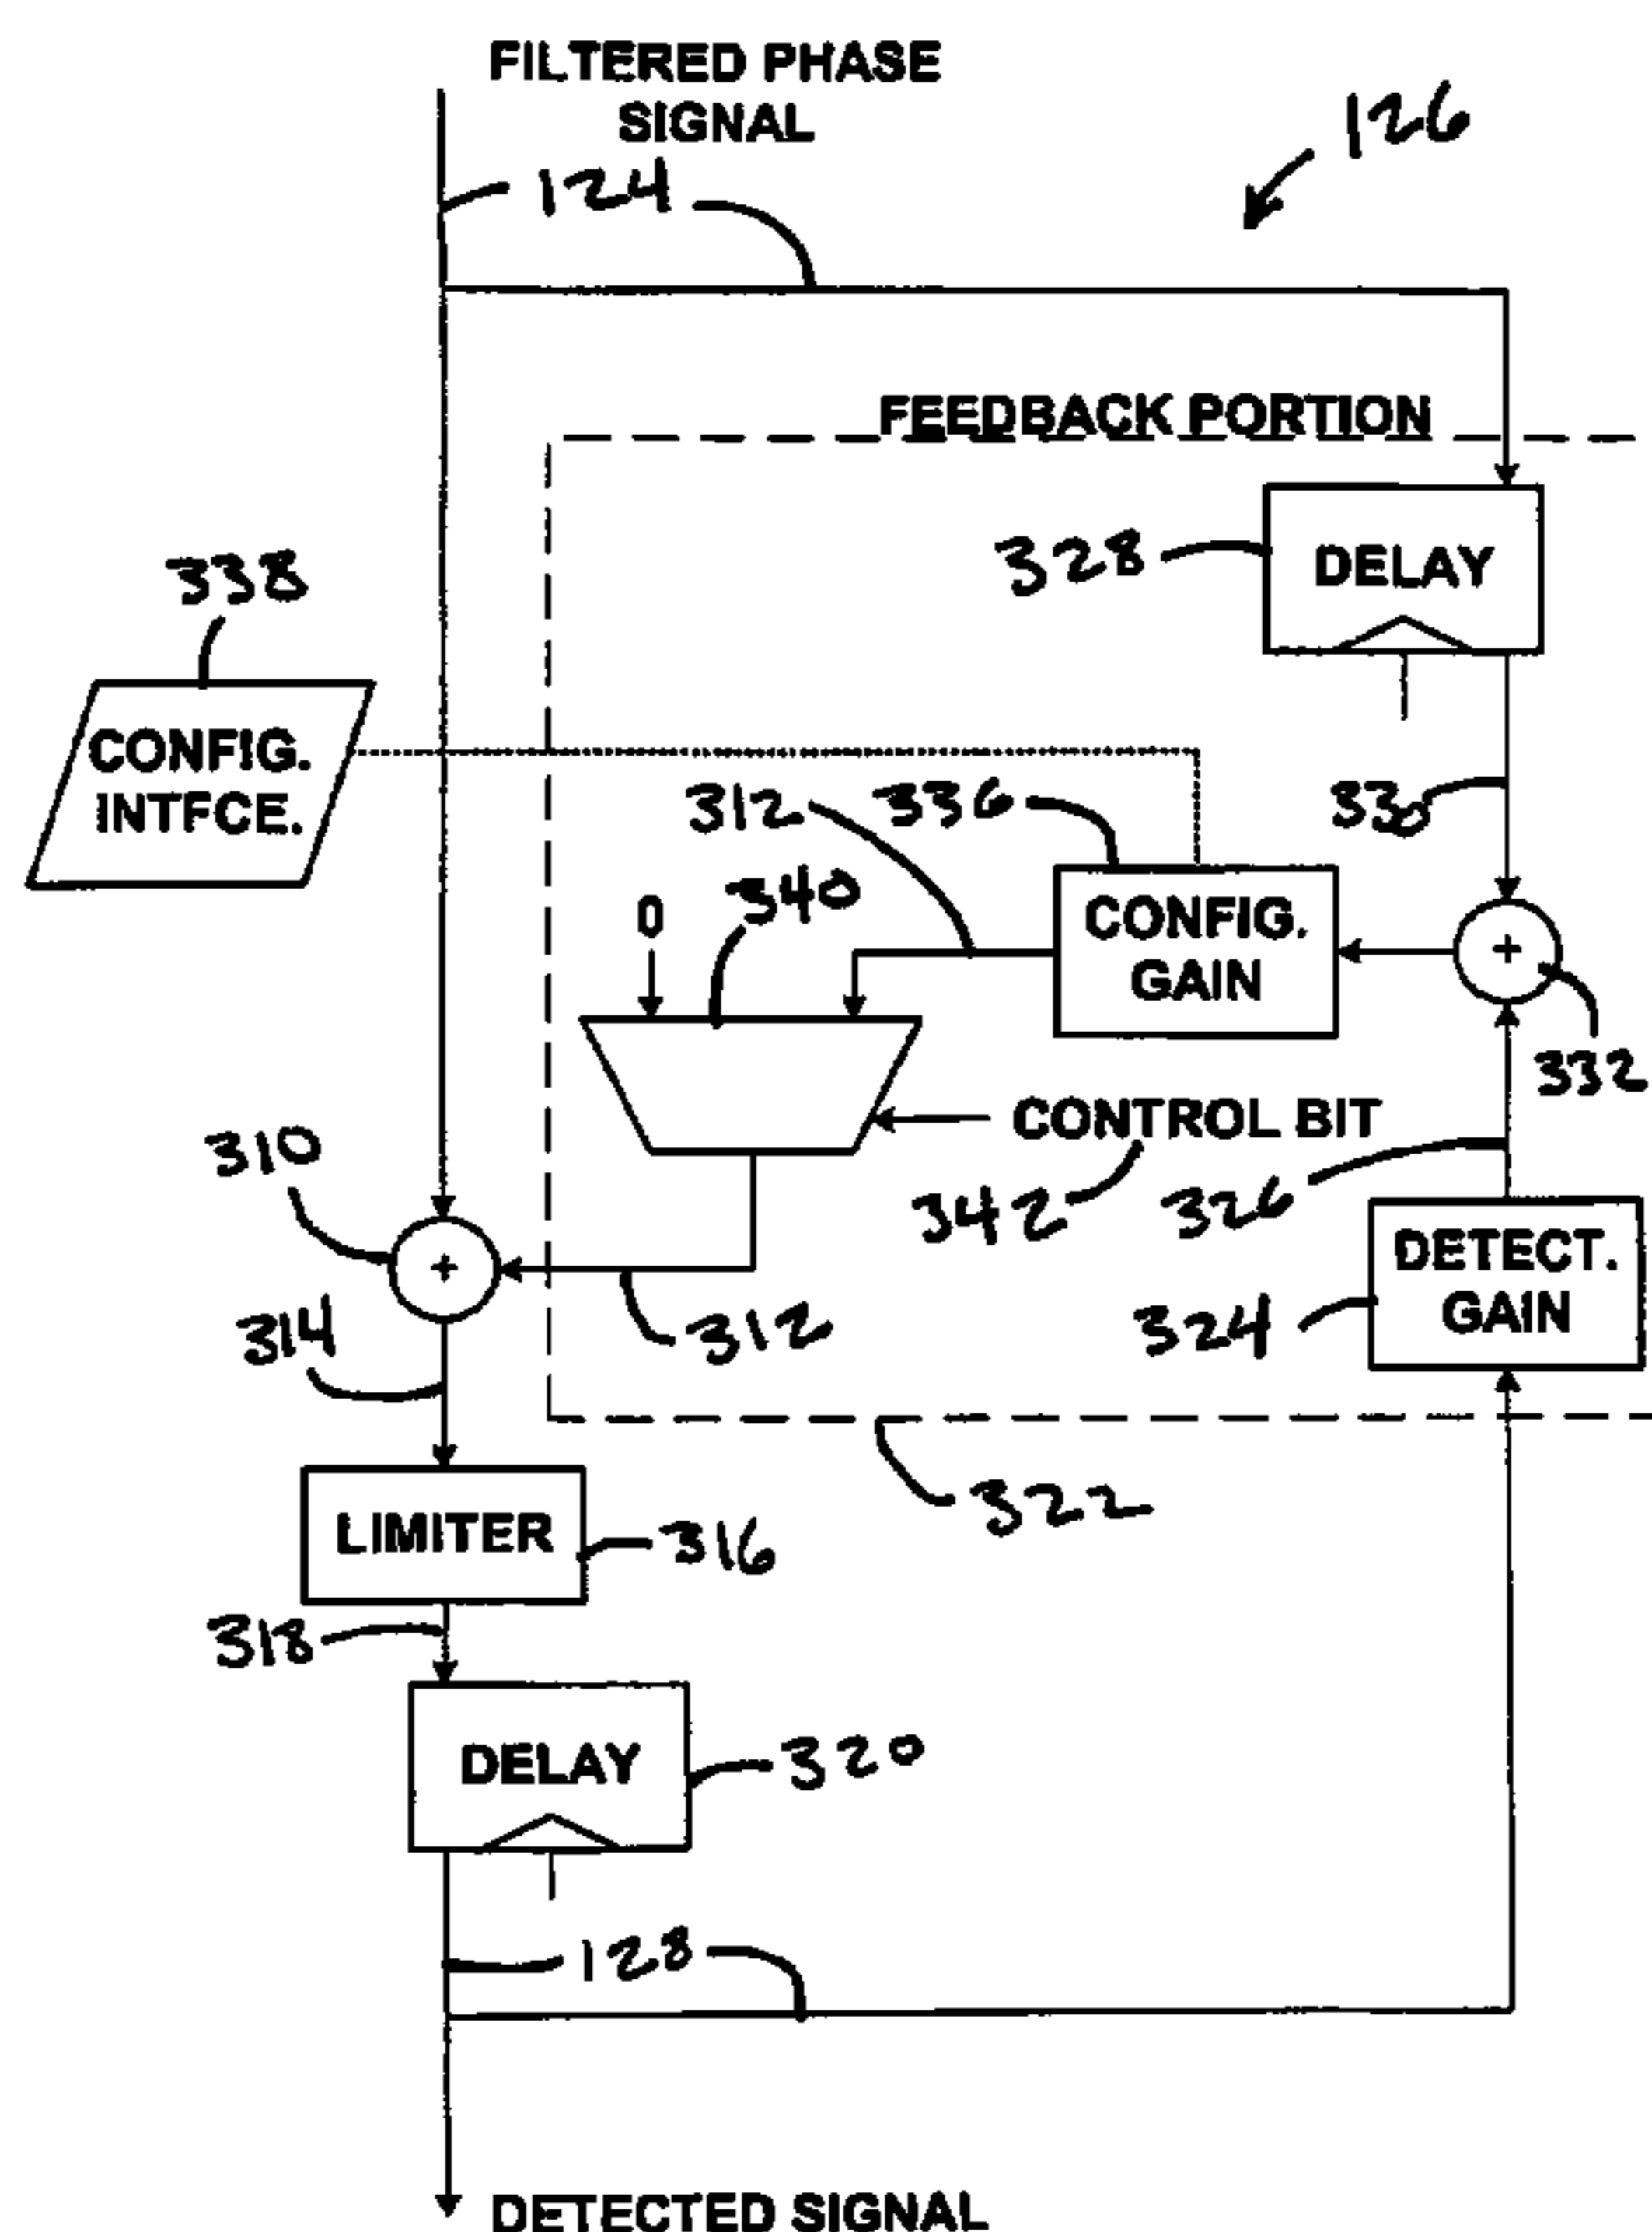 FILTERED PHASE
SIGNAL
126
124
FEEDBACK PORTION
328
DELAY
338
CONFIG.
INTFCE.
312
336
330
340
0
CONFIG.
GAIN
+
332
CONTROL BIT
310
342
326
+
DETECT.
GAIN
314
312
324
322
LIMITER
316
318
DELAY
320
128
DETECTED SIGNAL